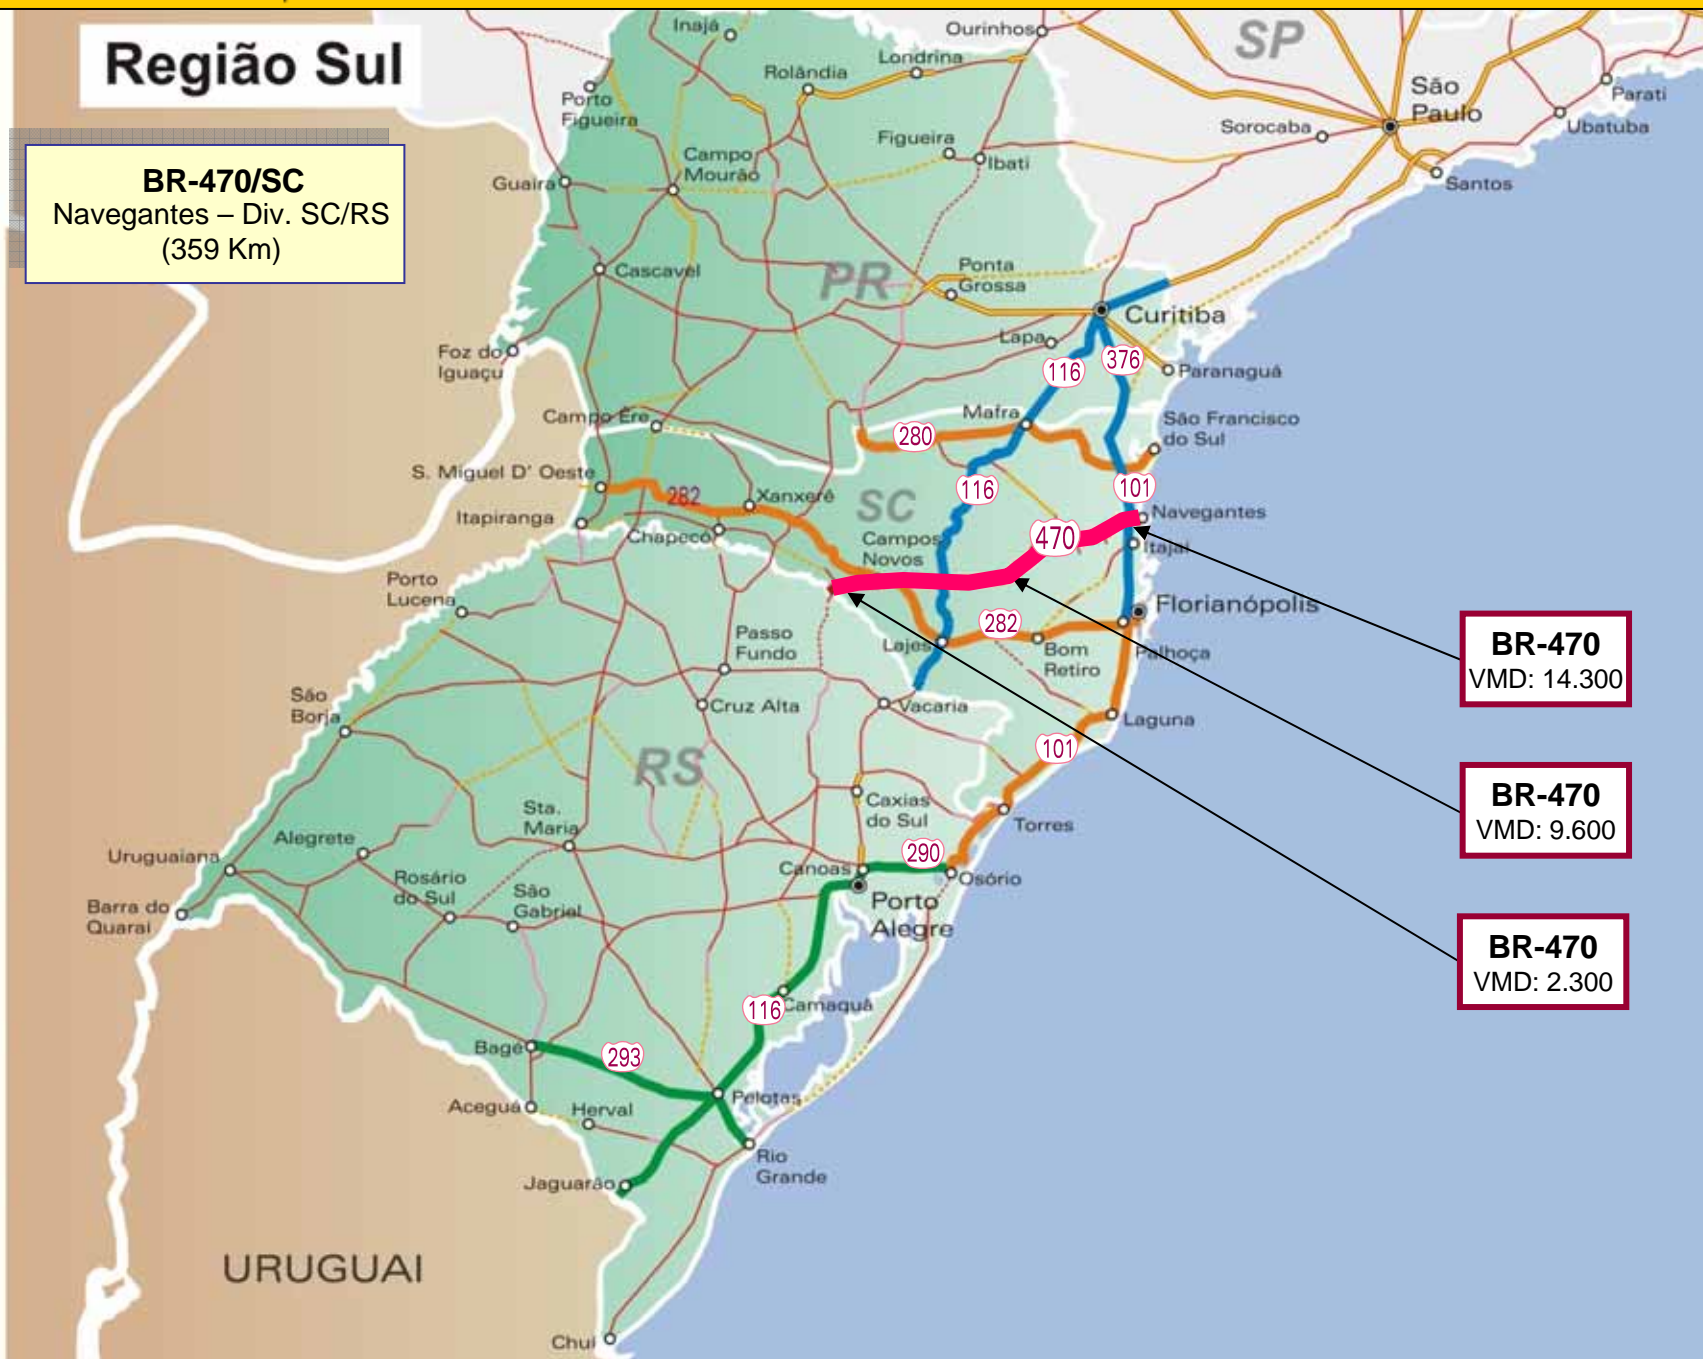 Região Sul
BR-470/SC
Navegantes – Div. SC/RS
(359 Km)
Inajá
Ourinhos
SP
Londrina
Rolândia
Porto
Figueira
São
Paulo
Parati
Sorocaba
Ubatuba
Figueira
Ibati
Campo
Mourão
Guaira
Santos
Cascavel
PR
Ponta
Grossa
Curitiba
Lapa
Foz do
Iguaçu
116
376
Paranaguá
Campo Ere
Mafra
São Francisco
do Sul
280
S. Miguel D' Oeste
282
Xanxerê
116
101
SC
Navegantes
Itapiranga
Chapecó
Campos
Novos
470
Itajaí
Porto
Lucena
Florianópolis
Passo
Fundo
Lajes
282
Bom
Retiro
Palhoça
BR-470
VMD: 14.300
São
Borja
Cruz Alta
Vacaria
Laguna
101
RS
BR-470
VMD: 9.600
Caxias
do Sul
Sta.
Maria
Torres
Alegrete
Uruguaiana
290
Canoas
Osório
Rosário
do Sul
São
Gabriel
Porto
Alegre
Barra do
Quarai
BR-470
VMD: 2.300
116
Camaquã
Bagé
293
Pelotas
Aceguá
Herval
Rio
Grande
Jaguarão
URUGUAI
Chuí